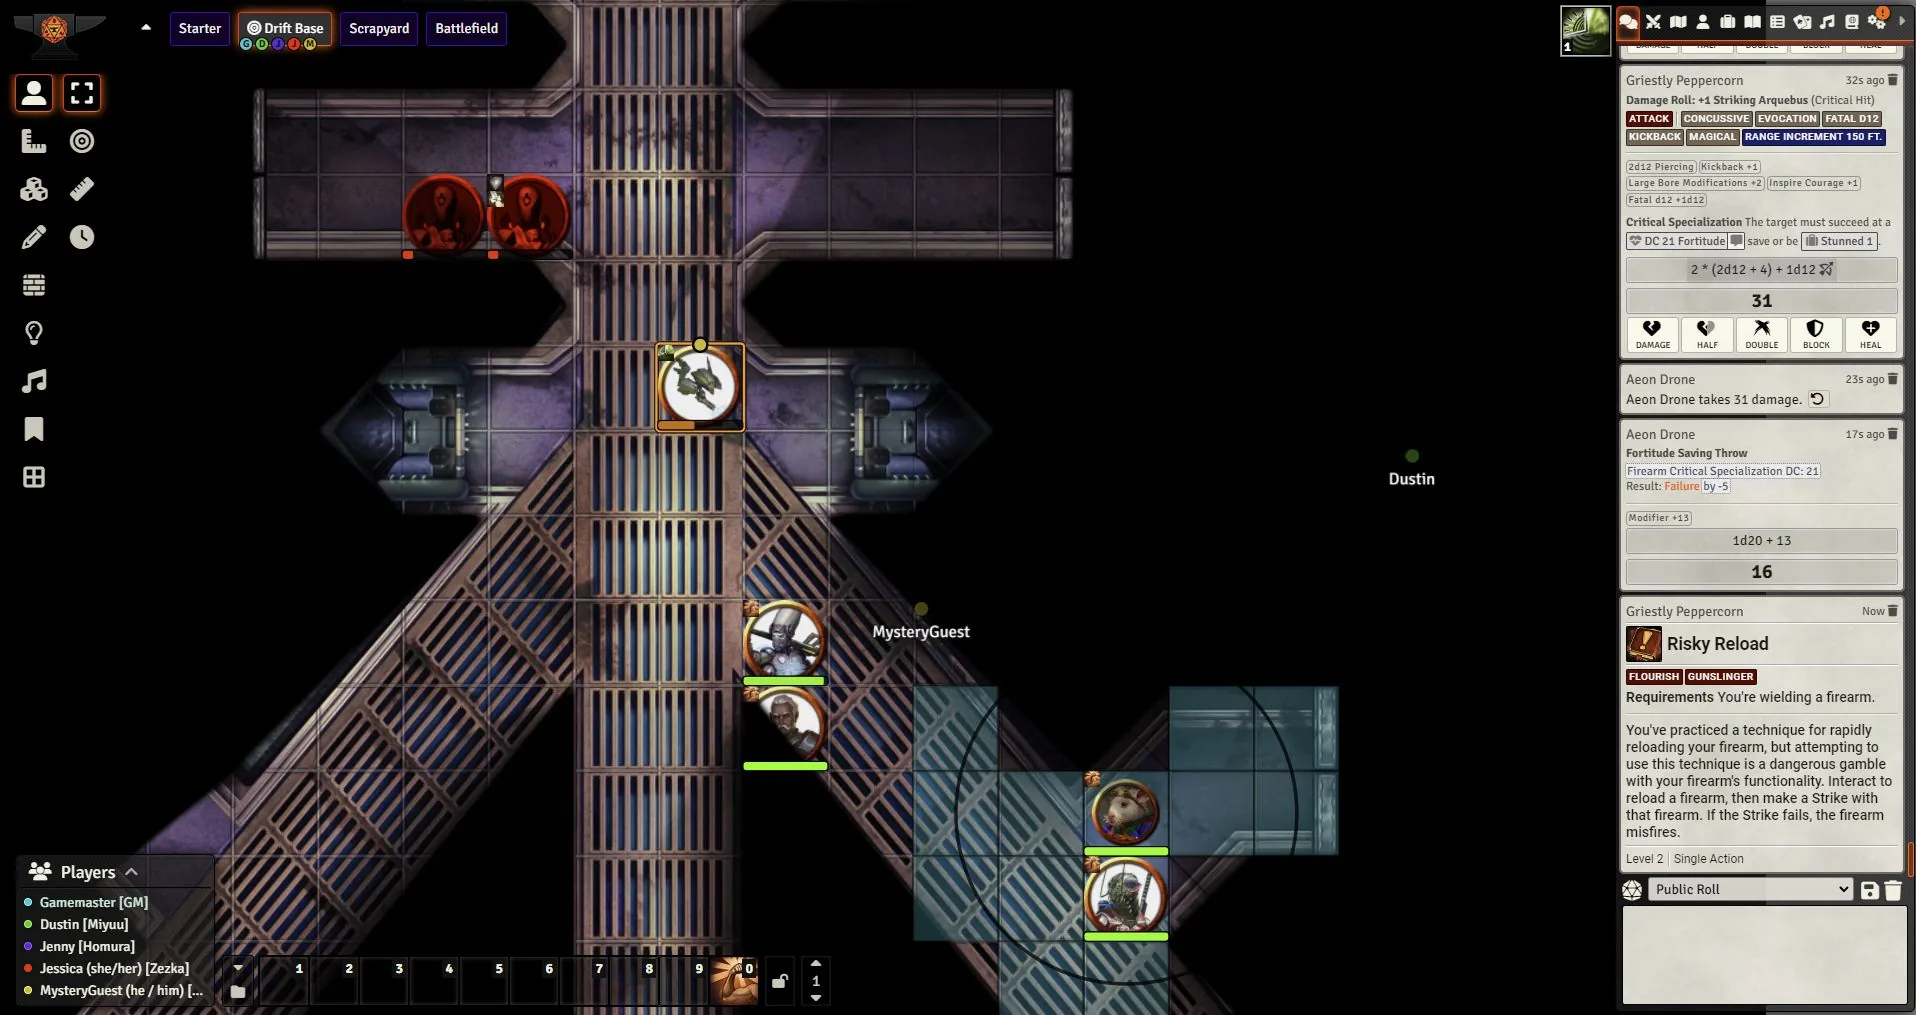 Starter
Drift Base
G D J J M
Scrapyard
Battlefield
1
DAMAGE HALF DOUBLE BLOCK HEAL
Griestly Peppercorn 32s ago
Damage Roll: +1 Striking Arquebus (Critical Hit)
ATTACK CONCUSSIVE EVOCATION FATAL D12
KICKBACK MAGICAL RANGE INCREMENT 150 FT.
2d12 Piercing Kickback +1
Large Bore Modifications +2 Inspire Courage +1
Fatal d12 +1d12
Critical Specialization The target must succeed at a
DC 21 Fortitude save or be Stunned 1.
2 * (2d12 + 4) + 1d12
31
DAMAGE HALF DOUBLE BLOCK HEAL
Aeon Drone 23s ago
Aeon Drone takes 31 damage.
Aeon Drone 17s ago
Fortitude Saving Throw
Firearm Critical Specialization DC: 21
Result: Failure by -5
Modifier +13
1d20 + 13
16
Griestly Peppercorn Now
Risky Reload
FLOURISH GUNSLINGER
Requirements You're wielding a firearm.
You've practiced a technique for rapidly
reloading your firearm, but attempting to
use this technique is a dangerous gamble
with your firearm's functionality. Interact to
reload a firearm, then make a Strike with
that firearm. If the Strike fails, the firearm
misfires.
Level 2 Single Action
Public Roll
Dustin
MysteryGuest
Players
Gamemaster [GM]
Dustin [Miyuu]
Jenny [Homura]
Jessica (she/her) [Zezka]
MysteryGuest (he / him) [...
1 2 3 4 5 6 7 8 9 0
1